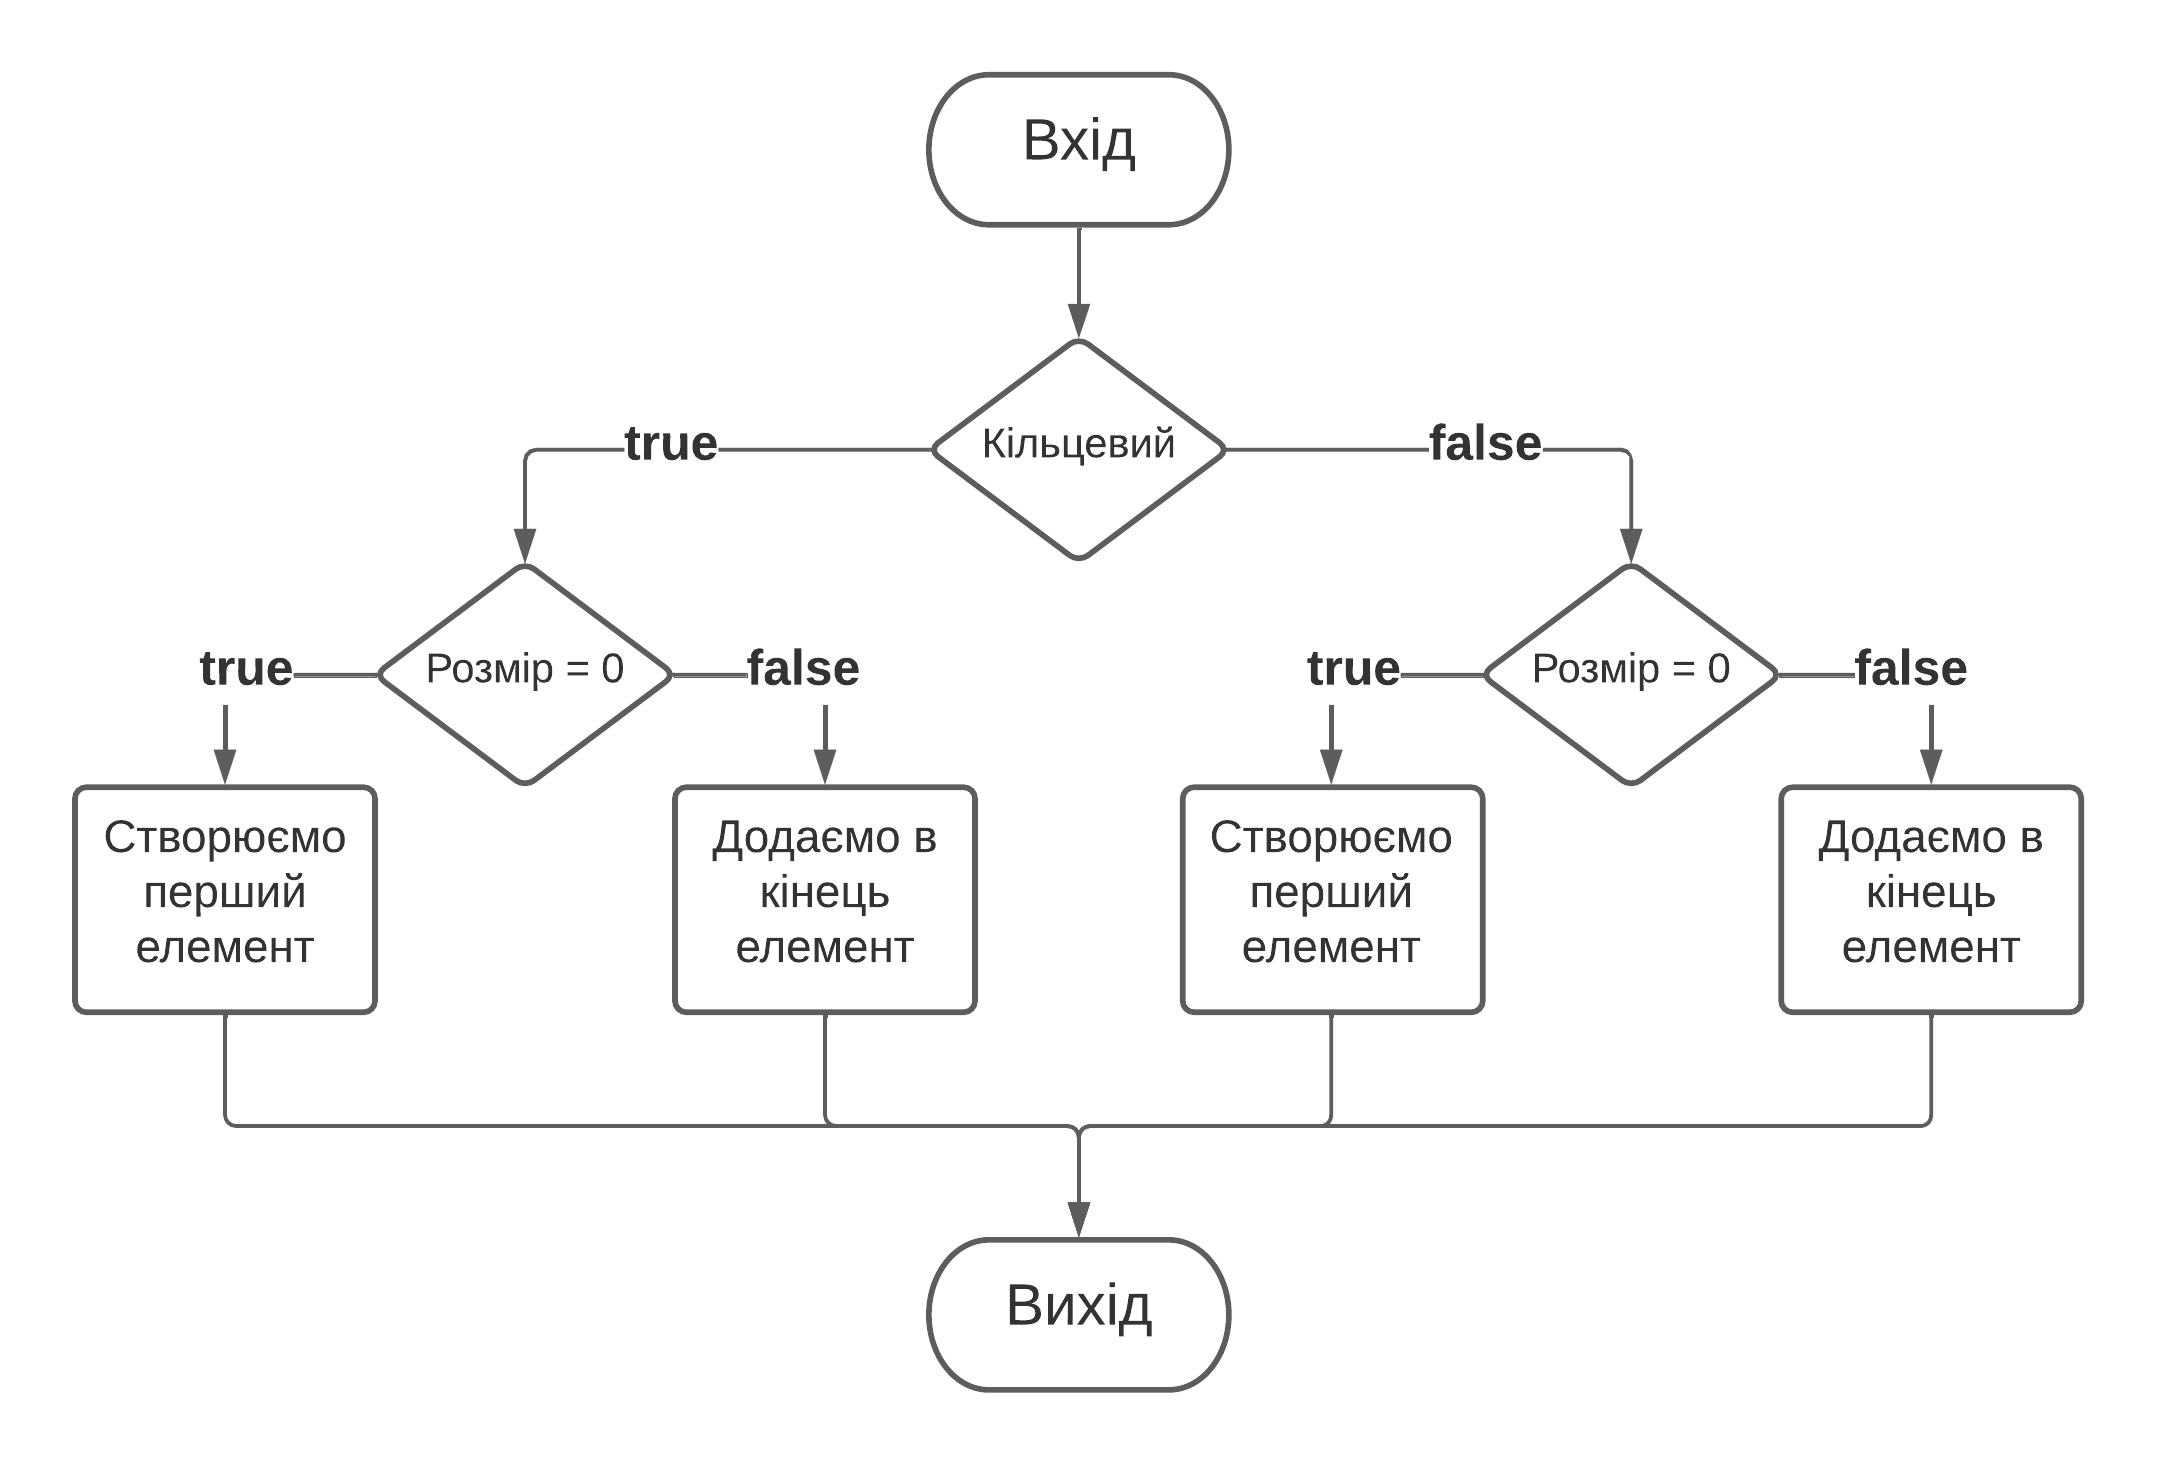 Вхід
Кільцевий
true
false
Розмір = 0
true
false
Розмір = 0
true
false
Створюємо
перший
елемент
Додаємо в
кінець
елемент
Створюємо
перший
елемент
Додаємо в
кінець
елемент
Вихід